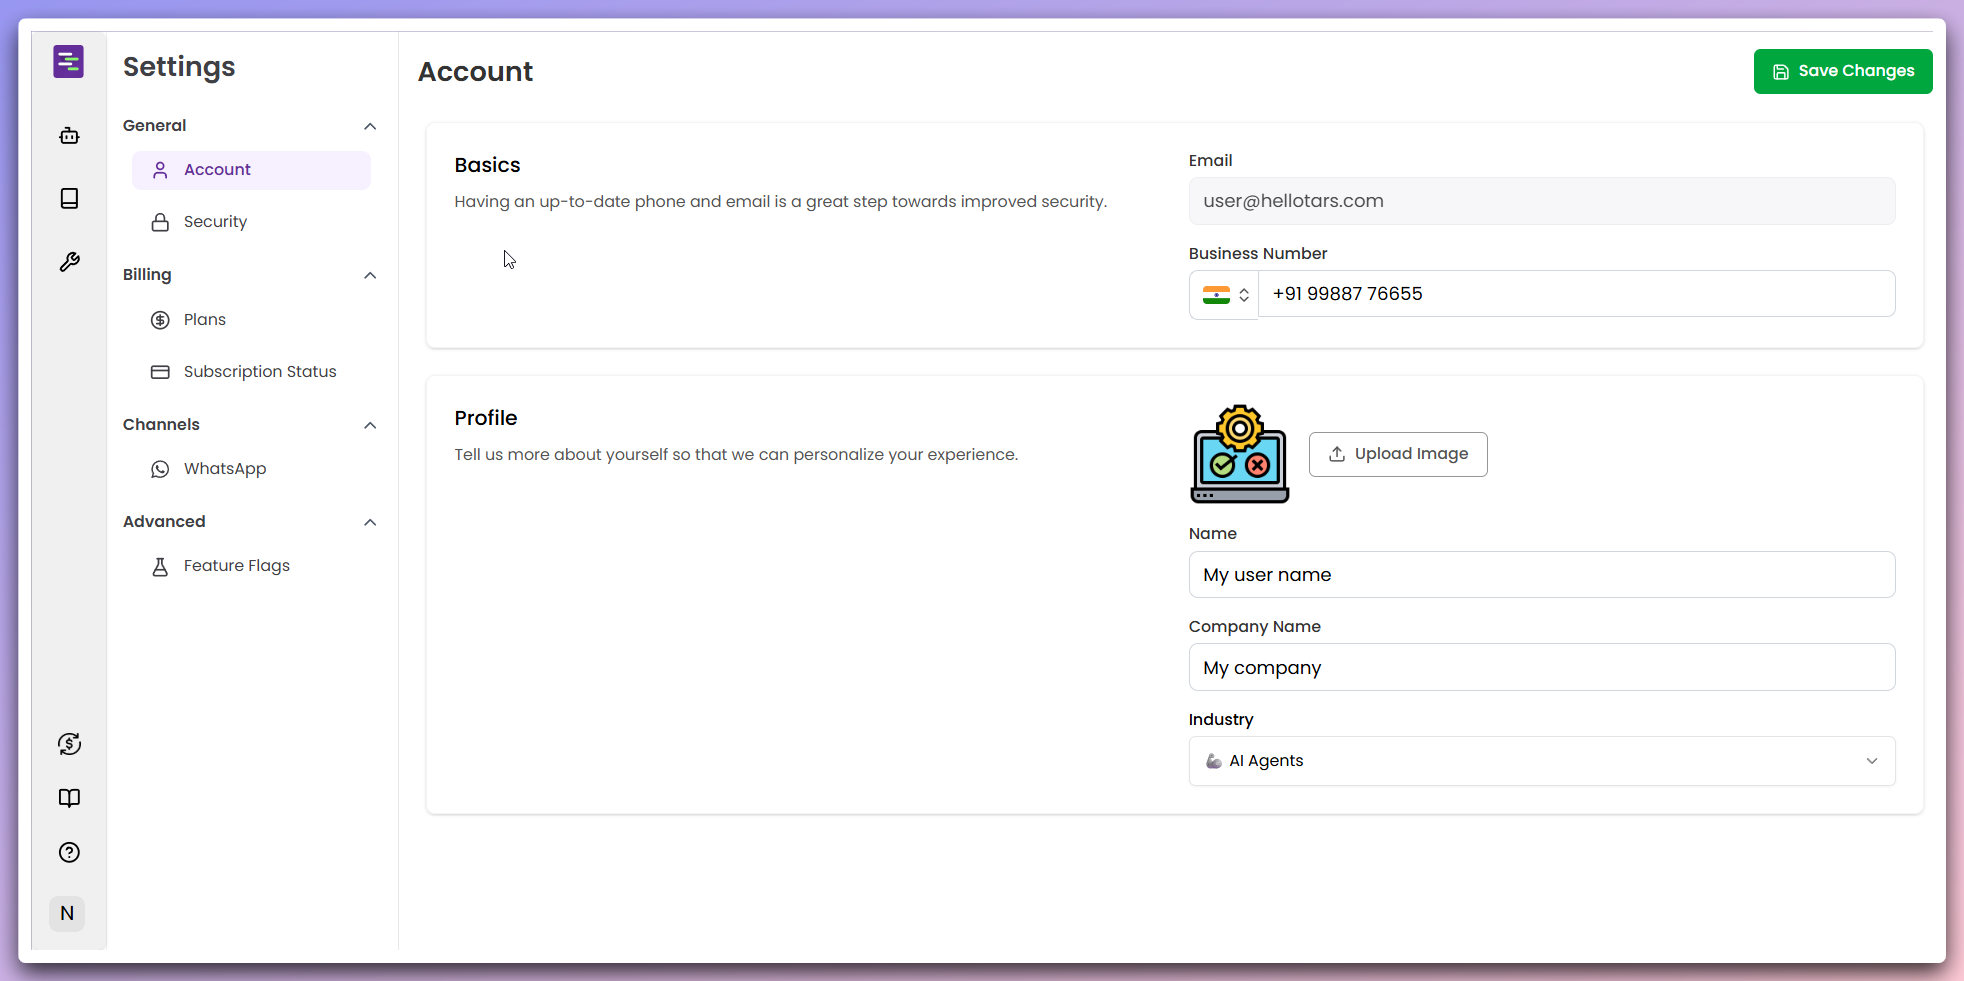 Settings
General
Account
Security
Billing
Plans
Subscription Status
Channels
WhatsApp
Advanced
Feature Flags
N
Account
Save Changes
Basics
Having an up-to-date phone and email is a great step towards improved security.
Email
user@hellotars.com
Business Number
+91 99887 76655
Profile
Tell us more about yourself so that we can personalize your experience.
Upload Image
Name
My user name
Company Name
My company
Industry
AI Agents